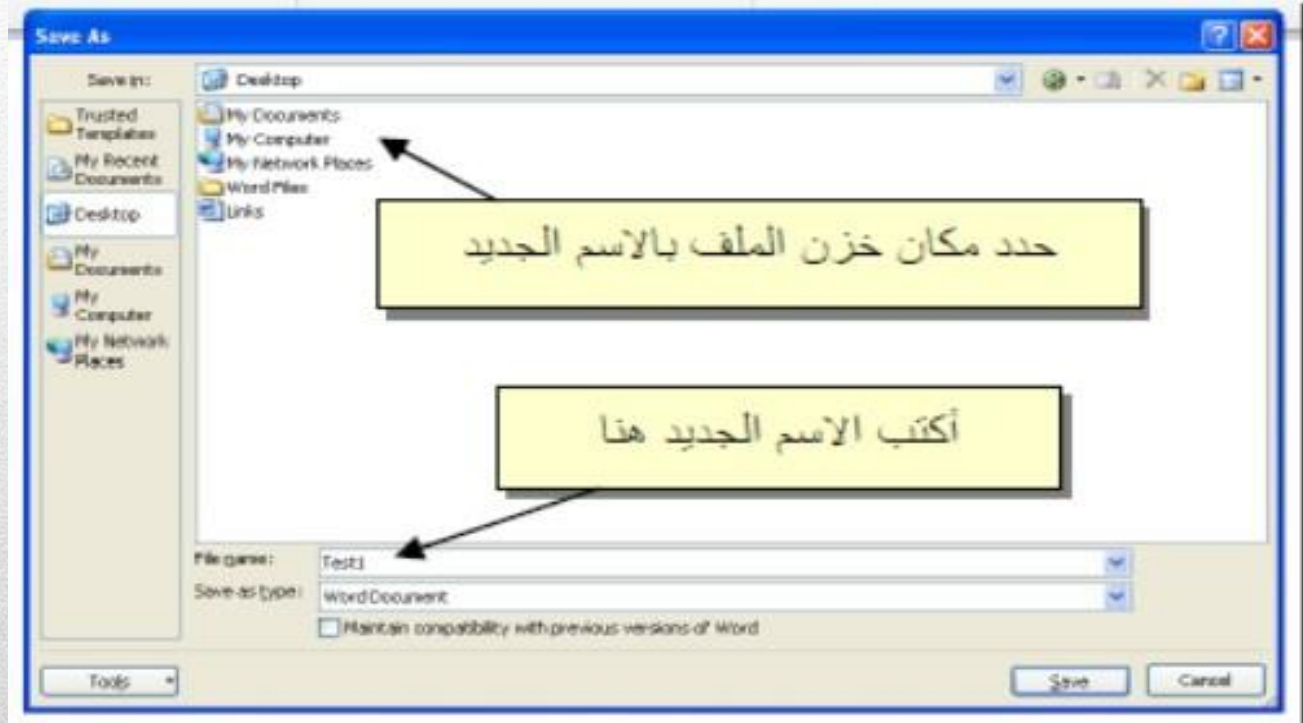 Save As
Save in:
Desktop
Trusted
Templates
My Recent
Documents
Desktop
My
Documents
My
Computer
My Network
Places
My Documents
My Computer
My Network Places
Word Files
Links
حدد مكان خزن الملف بالاسم الجديد
أكتب الاسم الجديد هنا
File name:
Test1
Save as type:
Word Document
Maintain compatibility with previous versions of Word
Tools
Save
Cancel